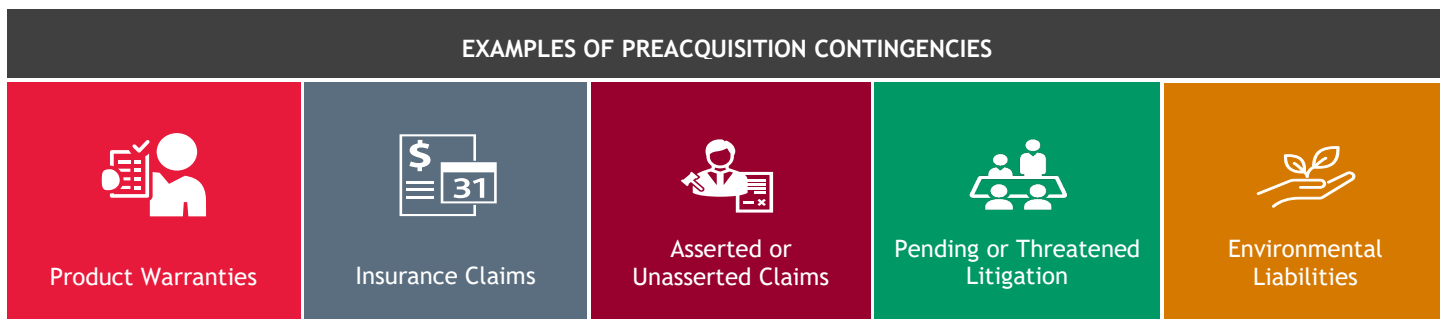 EXAMPLES OF PREACQUISITION CONTINGENCIES
$
31
Product Warranties
Insurance Claims
Asserted or
Unasserted Claims
Pending or Threatened
Litigation
Environmental
Liabilities